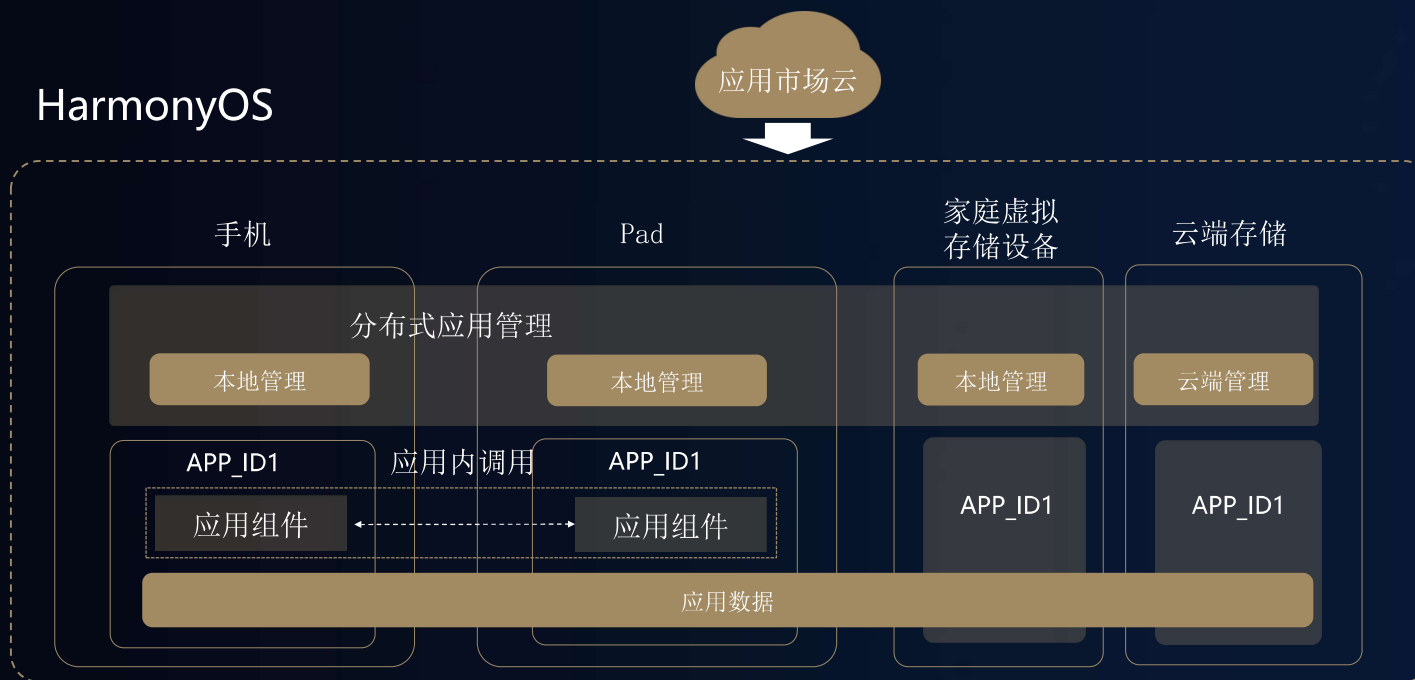 应用市场云
HarmonyOS
手机
Pad
家庭虚拟
存储设备
云端存储
分布式应用管理
本地管理
本地管理
本地管理
云端管理
APP_ID1
应用内调用
APP_ID1
应用组件
应用组件
APP_ID1
APP_ID1
应用数据